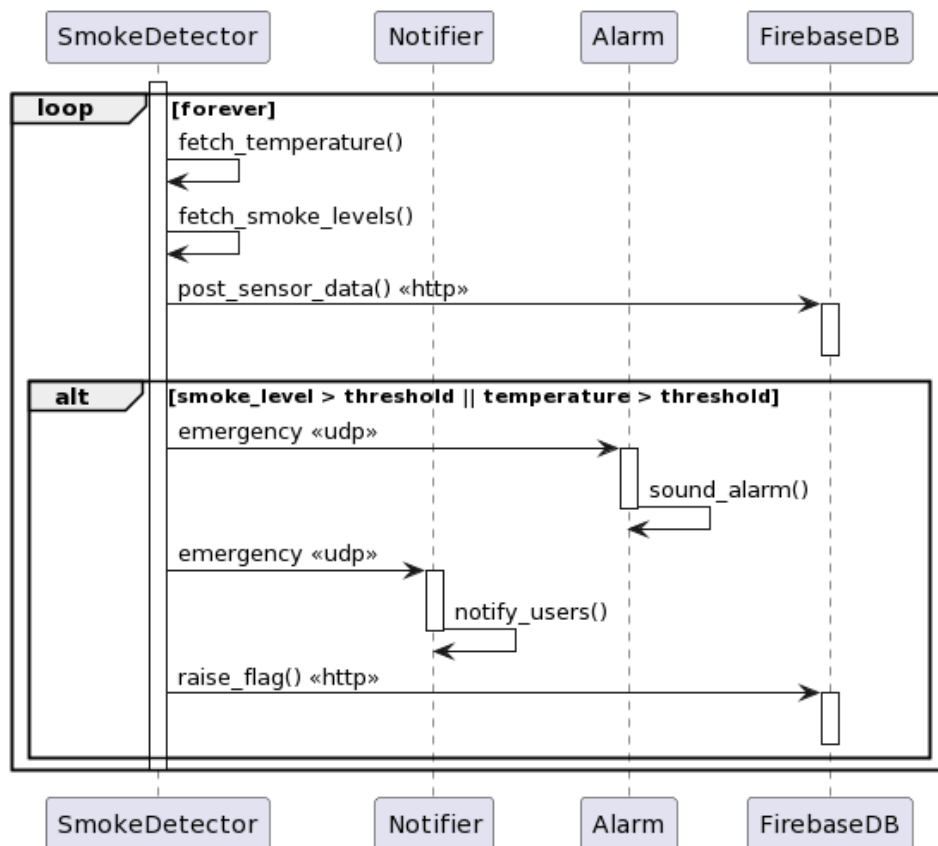 SmokeDetector
Notifier
Alarm
FirebaseDB
loop
[forever]
fetch_temperature()
fetch_smoke_levels()
post_sensor_data() «http»
alt
[smoke_level > threshold || temperature > threshold]
emergency «udp»
sound_alarm()
emergency «udp»
notify_users()
raise_flag() «http»
SmokeDetector
Notifier
Alarm
FirebaseDB